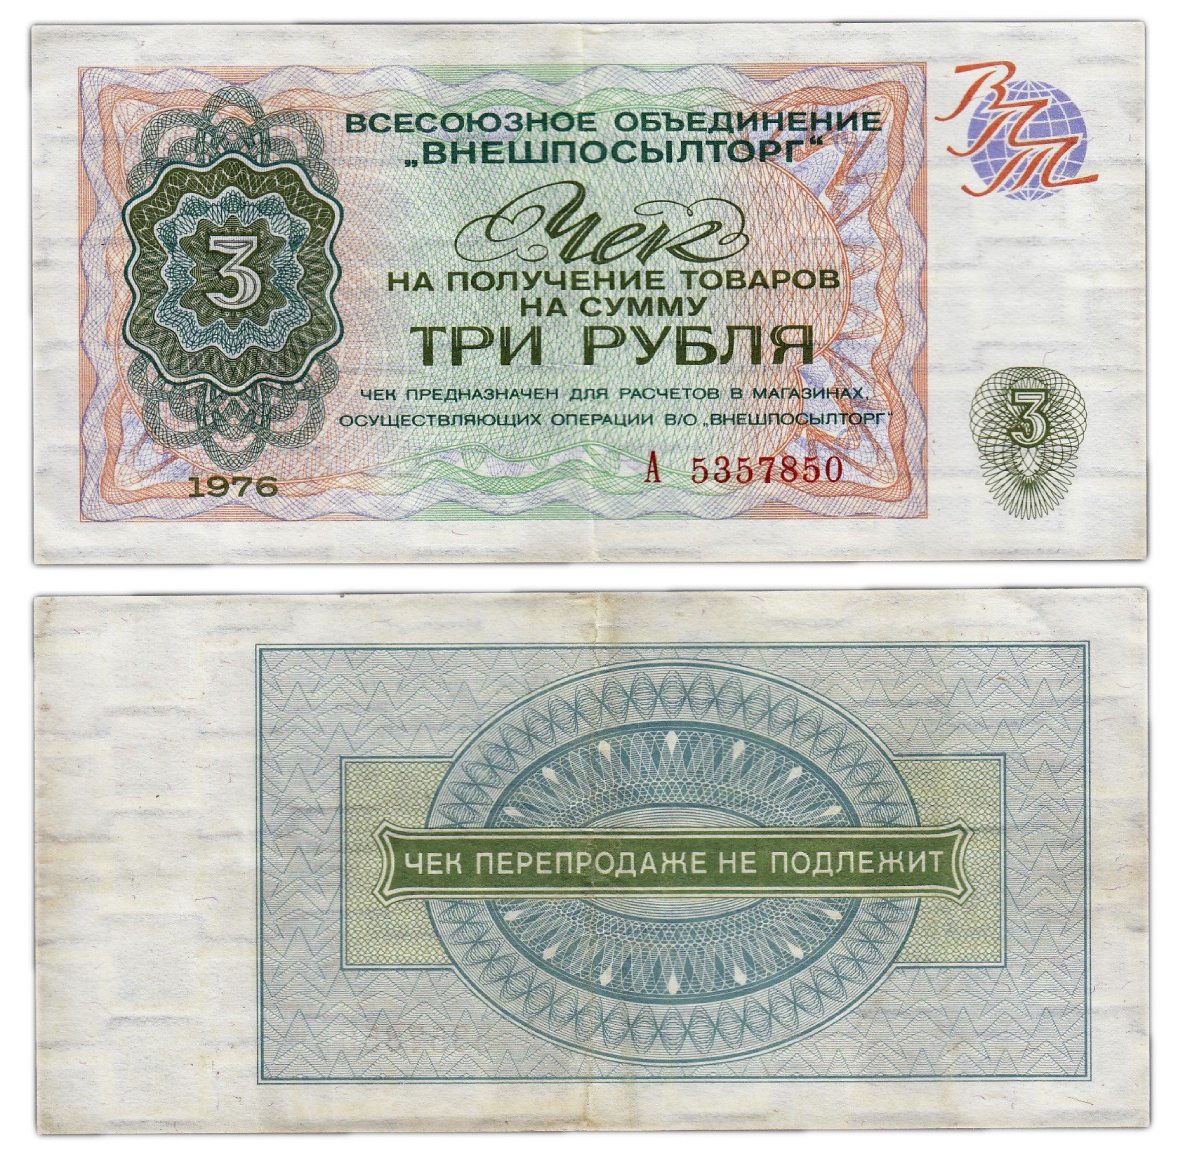 ВСЕСОЮЗНОЕ ОБЪЕДИНЕНИЕ
„ВНЕШПОСЫЛТОРГ“
ВПТ
Чек
НА ПОЛУЧЕНИЕ ТОВАРОВ
НА СУММУ
3
ТРИ РУБЛЯ
ЧЕК ПРЕДНАЗНАЧЕН ДЛЯ РАСЧЕТОВ В МАГАЗИНАХ,
ОСУЩЕСТВЛЯЮЩИХ ОПЕРАЦИИ В/О „ВНЕШПОСЫЛТОРГ“
3
А 5357850
1976
ЧЕК ПЕРЕПРОДАЖЕ НЕ ПОДЛЕЖИТ